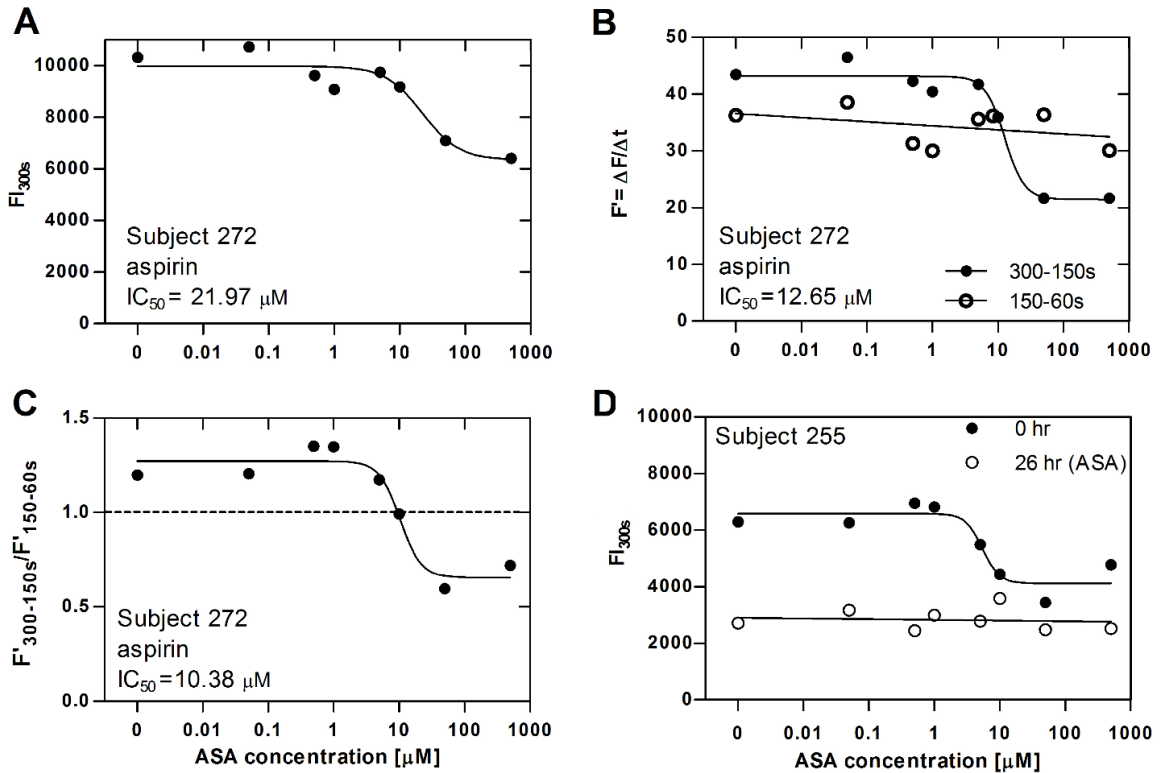 A
10000
8000
6000
4000
2000
0
FI300s
Subject 272
aspirin
IC50= 21.97 μM
0 0.01 0.1 1 10 100 1000
B
50
40
30
20
10
0
F'= ΔF/Δt
Subject 272
aspirin
IC50=12.65 μM
300-150s
150-60s
0 0.01 0.1 1 10 100 1000
C
1.5
1.0
0.5
0.0
F'300-150s/F'150-60s
Subject 272
aspirin
IC50=10.38 μM
0 0.01 0.1 1 10 100 1000
ASA concentration [μM]
D
10000
8000
6000
4000
2000
0
FI300s
Subject 255
0 hr
26 hr (ASA)
0 0.01 0.1 1 10 100 1000
ASA concentration [μM]